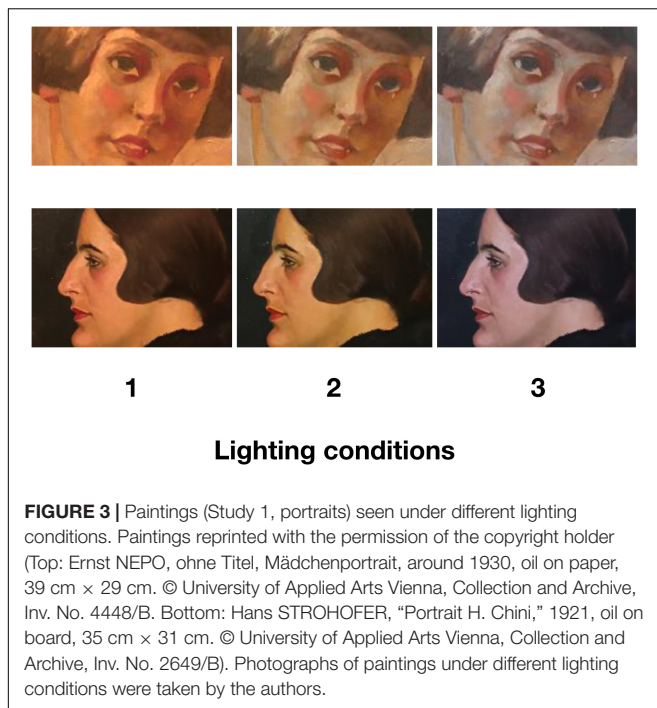 1 2 3
Lighting conditions
FIGURE 3 | Paintings (Study 1, portraits) seen under different lighting
conditions. Paintings reprinted with the permission of the copyright holder
(Top: Ernst NEPO, ohne Titel, Mädchenportrait, around 1930, oil on paper,
39 cm × 29 cm. © University of Applied Arts Vienna, Collection and Archive,
Inv. No. 4448/B. Bottom: Hans STROHOFER, “Portrait H. Chini,” 1921, oil on
board, 35 cm × 31 cm. © University of Applied Arts Vienna, Collection and
Archive, Inv. No. 2649/B). Photographs of paintings under different lighting
conditions were taken by the authors.